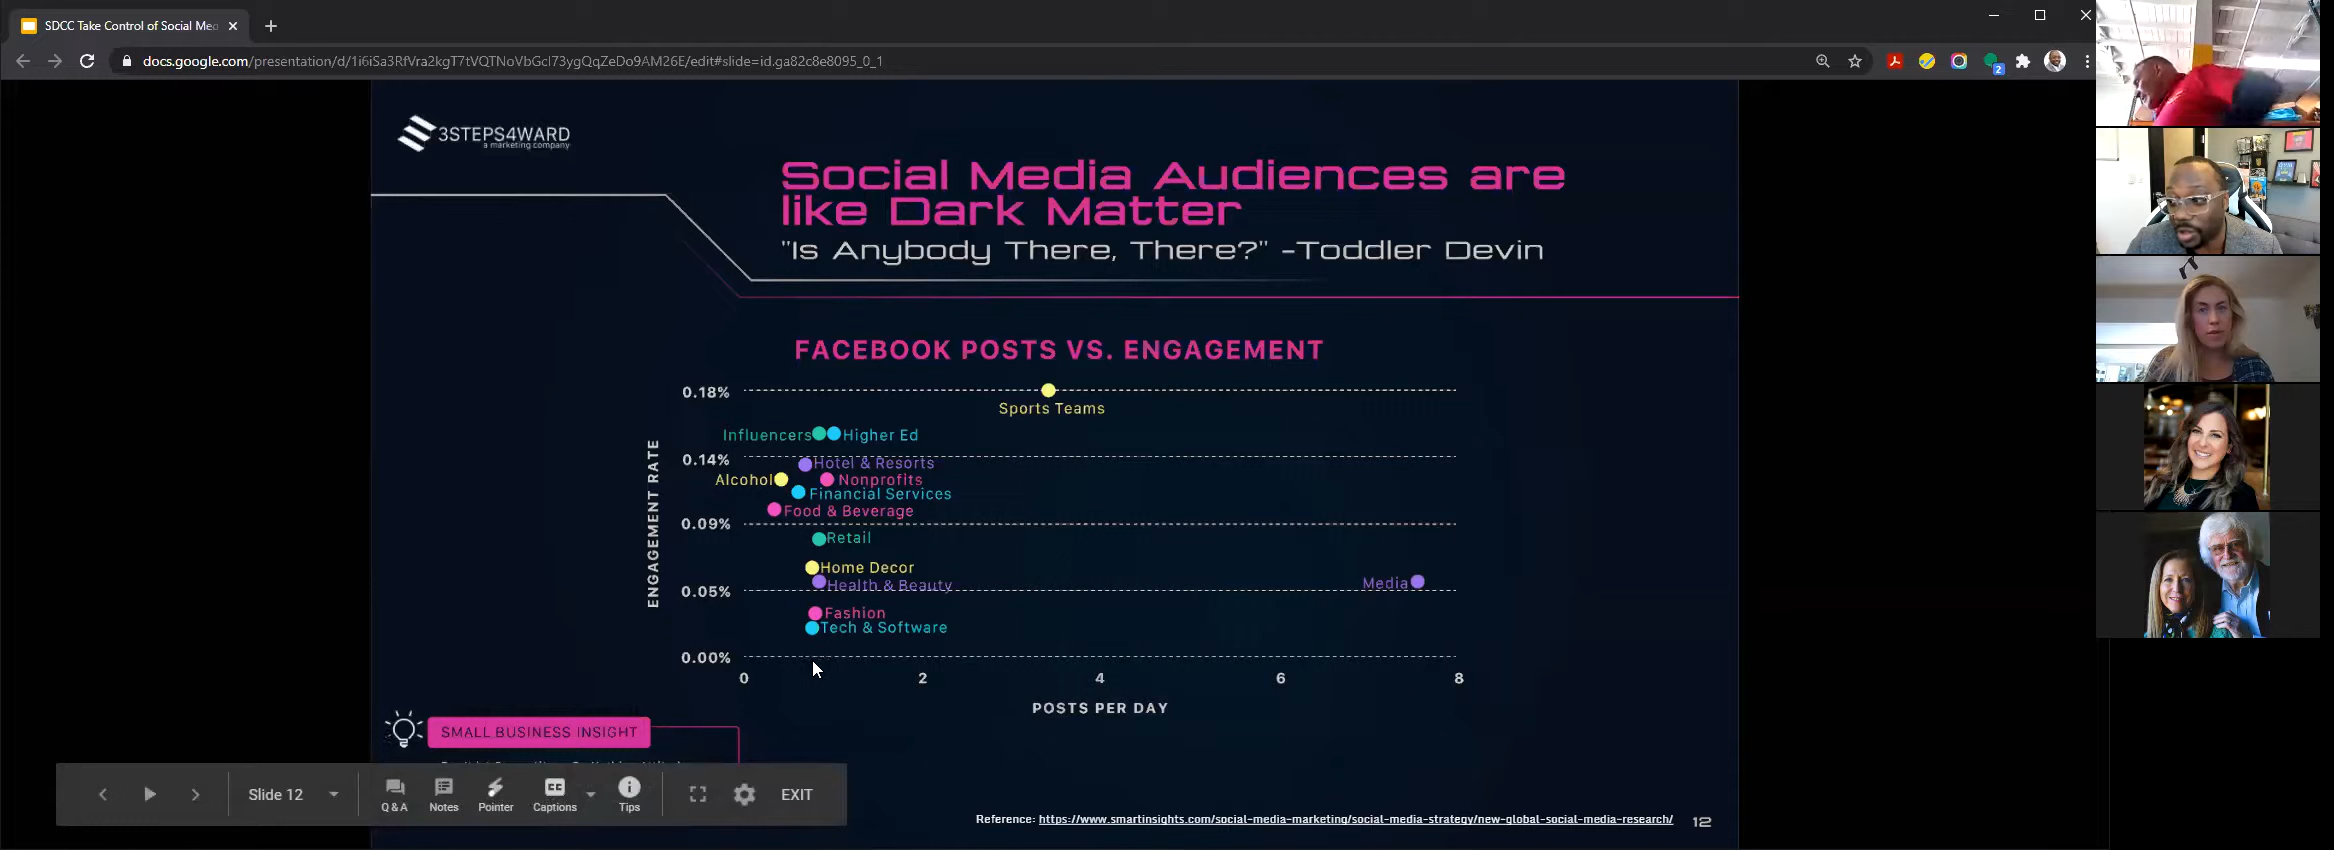 SDCC Take Control of Social Med
docs.google.com/presentation/d/1i6iSa3RfVra2kgT7tVQTNoVbGcI73ygQqZeDo9AM26E/edit#slide=id.ga82c8e8095_0_1
2
3STEPS4WARD
a marketing company
Social Media Audiences are
like Dark Matter
"Is Anybody There, There?" -Toddler Devin
FACEBOOK POSTS VS. ENGAGEMENT
0.18%
Sports Teams
Influencers
Higher Ed
0.14%
Hotel & Resorts
Alcohol
Nonprofits
Financial Services
Food & Beverage
0.09%
Retail
Home Decor
Health & Beauty
Media
0.05%
Fashion
Tech & Software
0.00%
ENGAGEMENT RATE
0 2 4 6 8
POSTS PER DAY
SMALL BUSINESS INSIGHT
Slide 12
Q & A
Notes
Pointer
CC
Captions
Tips
EXIT
Reference: https://www.smartinsights.com/social-media-marketing/social-media-strategy/new-global-social-media-research/
12